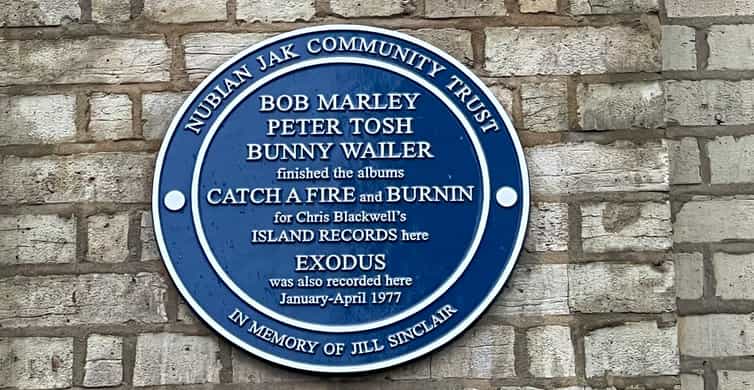 NUBIAN JAK COMMUNITY TRUST
BOB MARLEY
PETER TOSH
BUNNY WAILER
finished the albums
CATCH A FIRE and BURNIN
for Chris Blackwell's
ISLAND RECORDS here
EXODUS
was also recorded here
January-April 1977
IN MEMORY OF JILL SINCLAIR